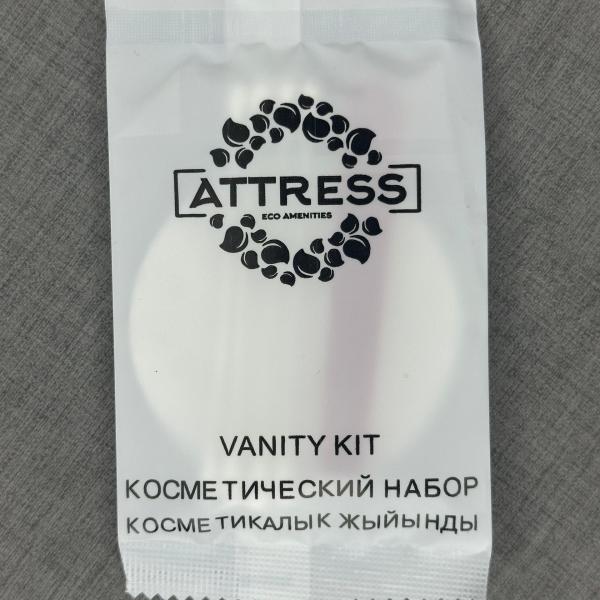 ATTRESS
ECO AMENITIES
VANITY KIT
КОСМЕТИЧЕСКИЙ НАБОР
КОСМЕТИКАЛЫК ЖЫЙЫНДЫ